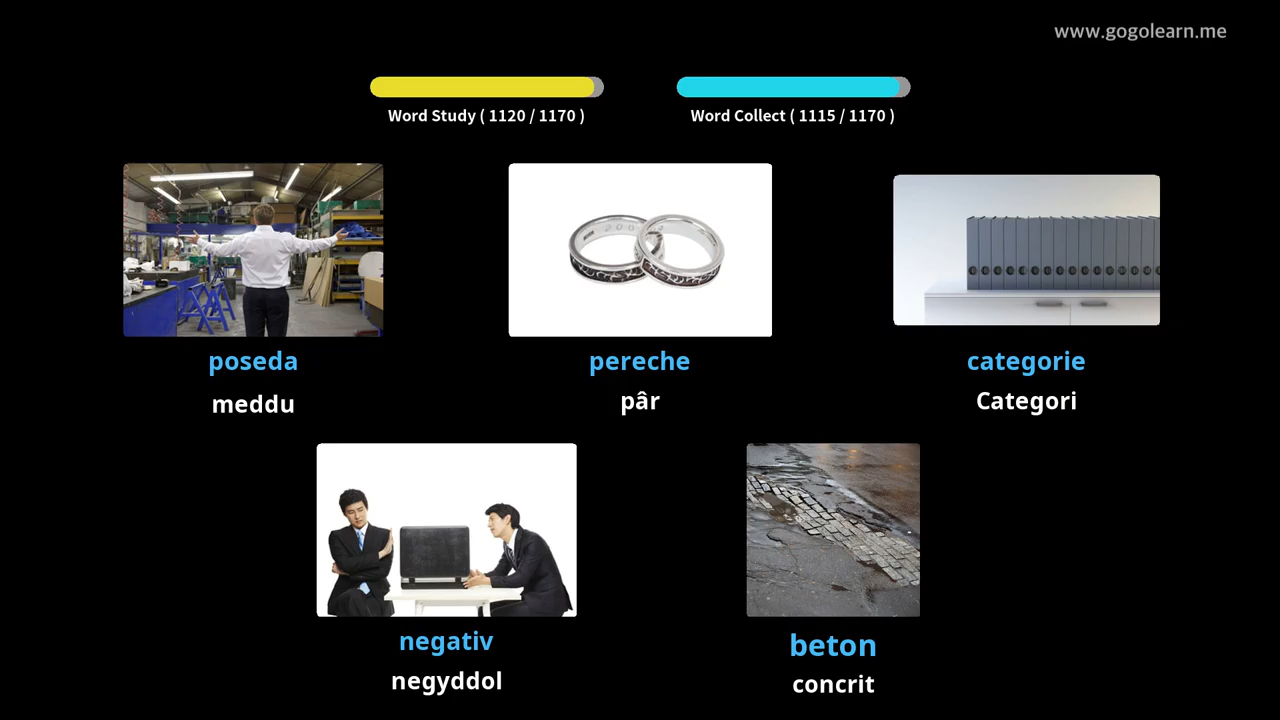 www.gogolearn.me
Word Study ( 1120 / 1170 )
Word Collect ( 1115 / 1170 )
poseda
meddu
pereche
pâr
categorie
Categori
negativ
negyddol
beton
concrit